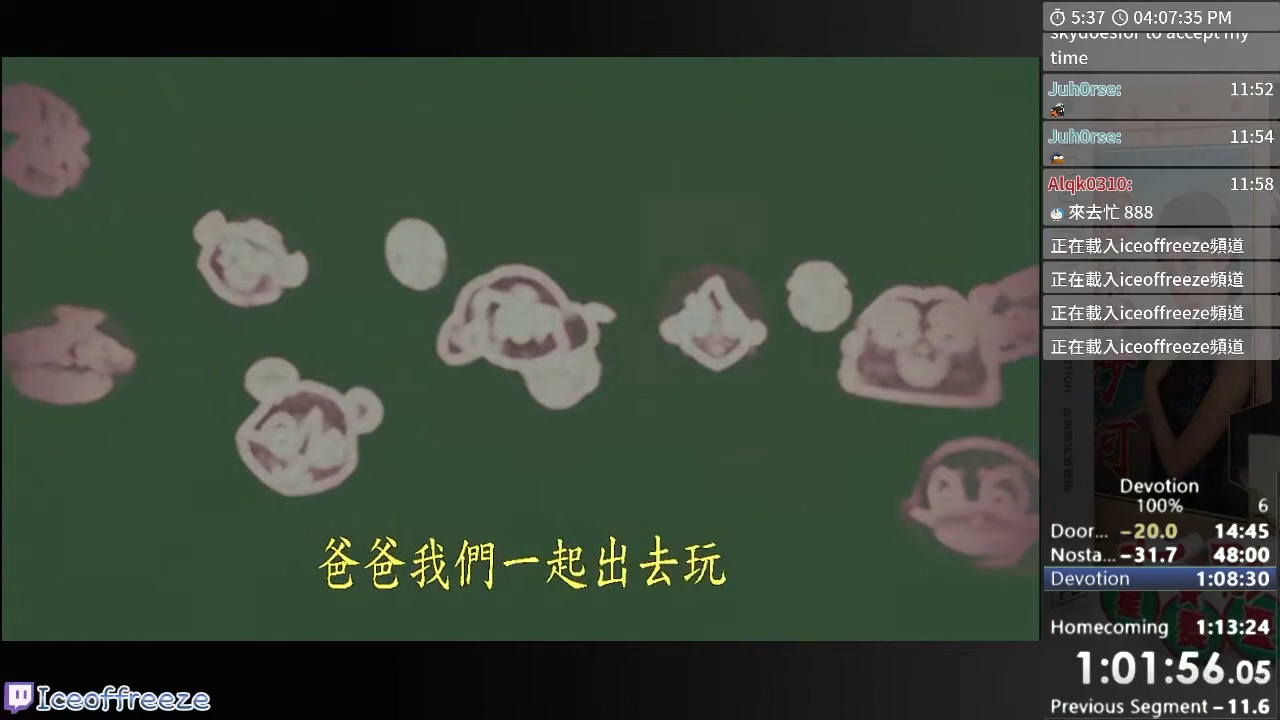 5:37 04:07:35 PM
skydoesfor to accept my
time
Juh0rse: 11:52
Juh0rse: 11:54
Alqk0310: 11:58
來去忙 888
正在載入iceoffreeze頻道
正在載入iceoffreeze頻道
正在載入iceoffreeze頻道
正在載入iceoffreeze頻道
Devotion
100% 6
Door... −20.0 14:45
Nosta... −31.7 48:00
Devotion 1:08:30
Homecoming 1:13:24
1:01:56.05
Previous Segment −11.6
爸爸我們一起出去玩
Iceoffreeze